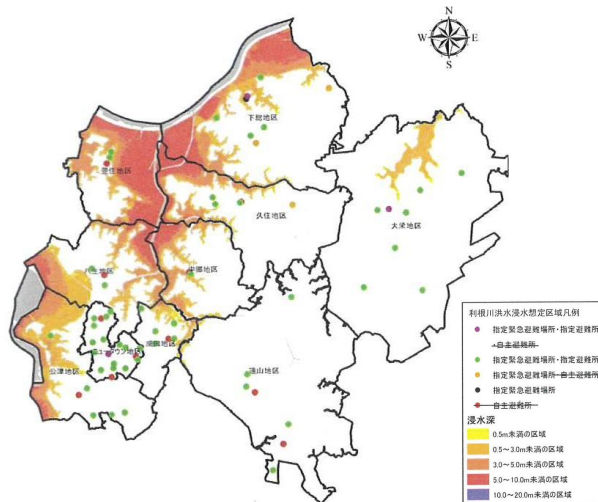 N
W E
S
下総地区
豊住地区
久住地区
大栄地区
八生地区
中郷地区
成田地区
ニュータウン地区
公津地区
遠山地区
利根川洪水浸水想定区域凡例
指定緊急避難場所・指定避難所
・自主避難所
指定緊急避難場所・指定避難所
指定緊急避難場所・自主避難所
指定緊急避難場所
自主避難所
浸水深
0.5m未満の区域
0.5～3.0m未満の区域
3.0～5.0m未満の区域
5.0～10.0m未満の区域
10.0～20.0m未満の区域